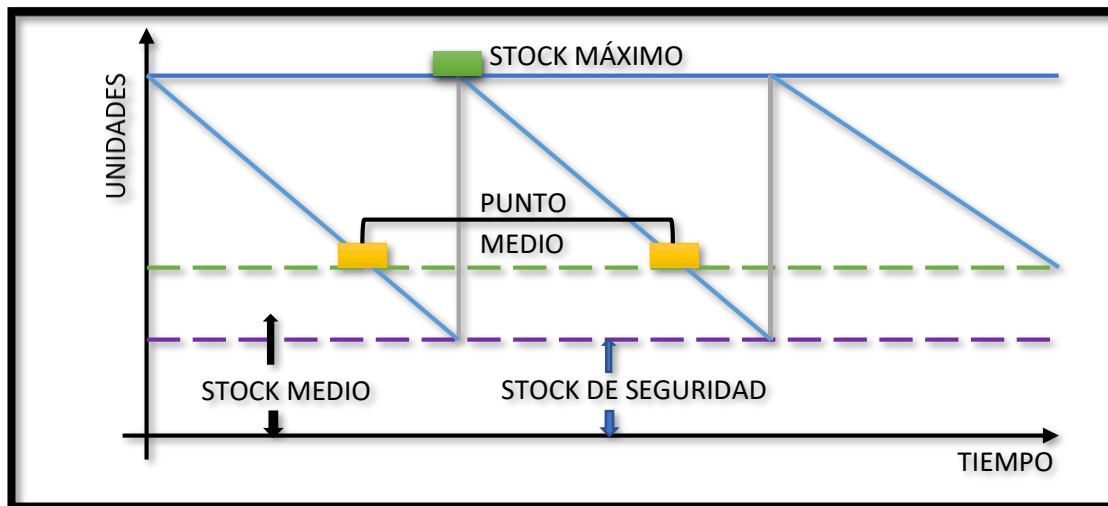 STOCK MÁXIMO
UNIDADES
PUNTO
MEDIO
STOCK MEDIO
STOCK DE SEGURIDAD
TIEMPO